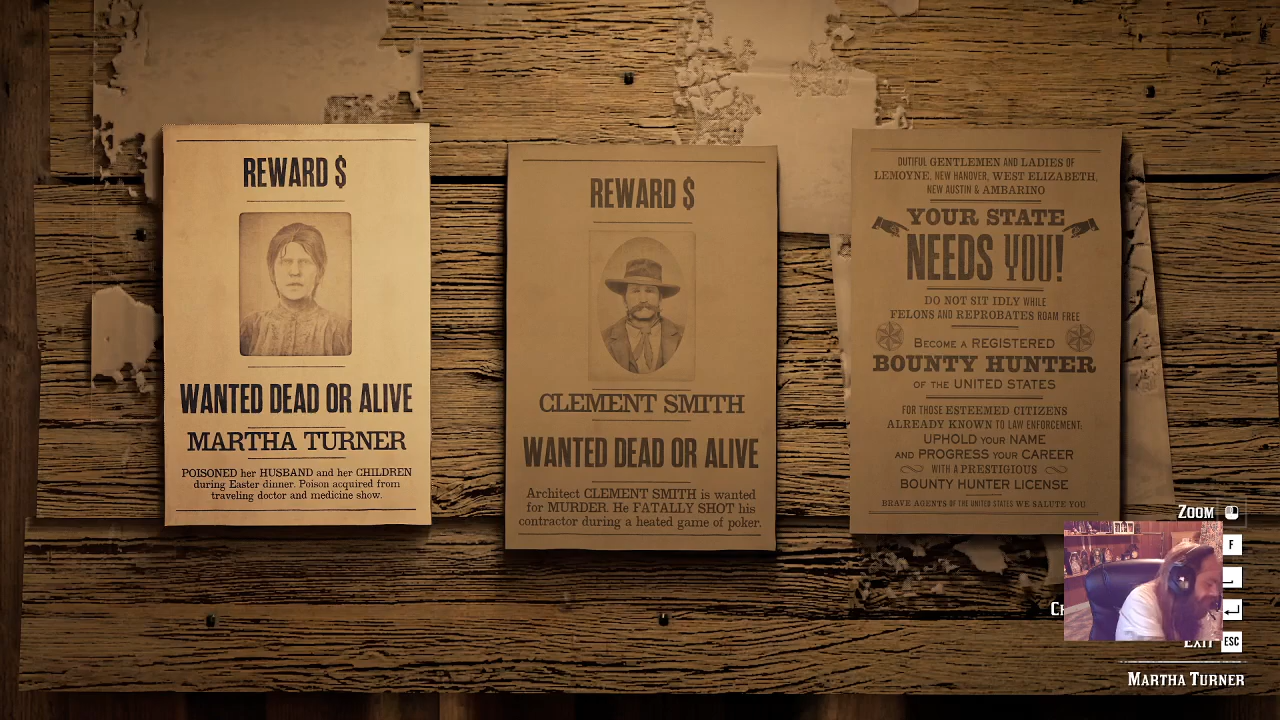 REWARD $
WANTED DEAD OR ALIVE
MARTHA TURNER
POISONED her HUSBAND and her CHILDREN
during Easter dinner. Poison acquired from
traveling doctor and medicine show.
REWARD $
CLEMENT SMITH
WANTED DEAD OR ALIVE
Architect CLEMENT SMITH is wanted
for MURDER. He FATALLY SHOT his
contractor during a heated game of poker.
DUTIFUL GENTLEMEN AND LADIES OF
LEMOYNE, NEW HANOVER, WEST ELIZABETH,
NEW AUSTIN & AMBARINO
YOUR STATE
NEEDS YOU!
DO NOT SIT IDLY WHILE
FELONS AND REPROBATES ROAM FREE
BECOME A REGISTERED
BOUNTY HUNTER
OF THE UNITED STATES
FOR THOSE ESTEEMED CITIZENS
ALREADY KNOWN TO LAW ENFORCEMENT:
UPHOLD YOUR NAME
AND PROGRESS YOUR CAREER
WITH A PRESTIGIOUS
BOUNTY HUNTER LICENSE
BRAVE AGENTS OF THE UNITED STATES WE SALUTE YOU
ZOOM
F
EXIT ESC
MARTHA TURNER